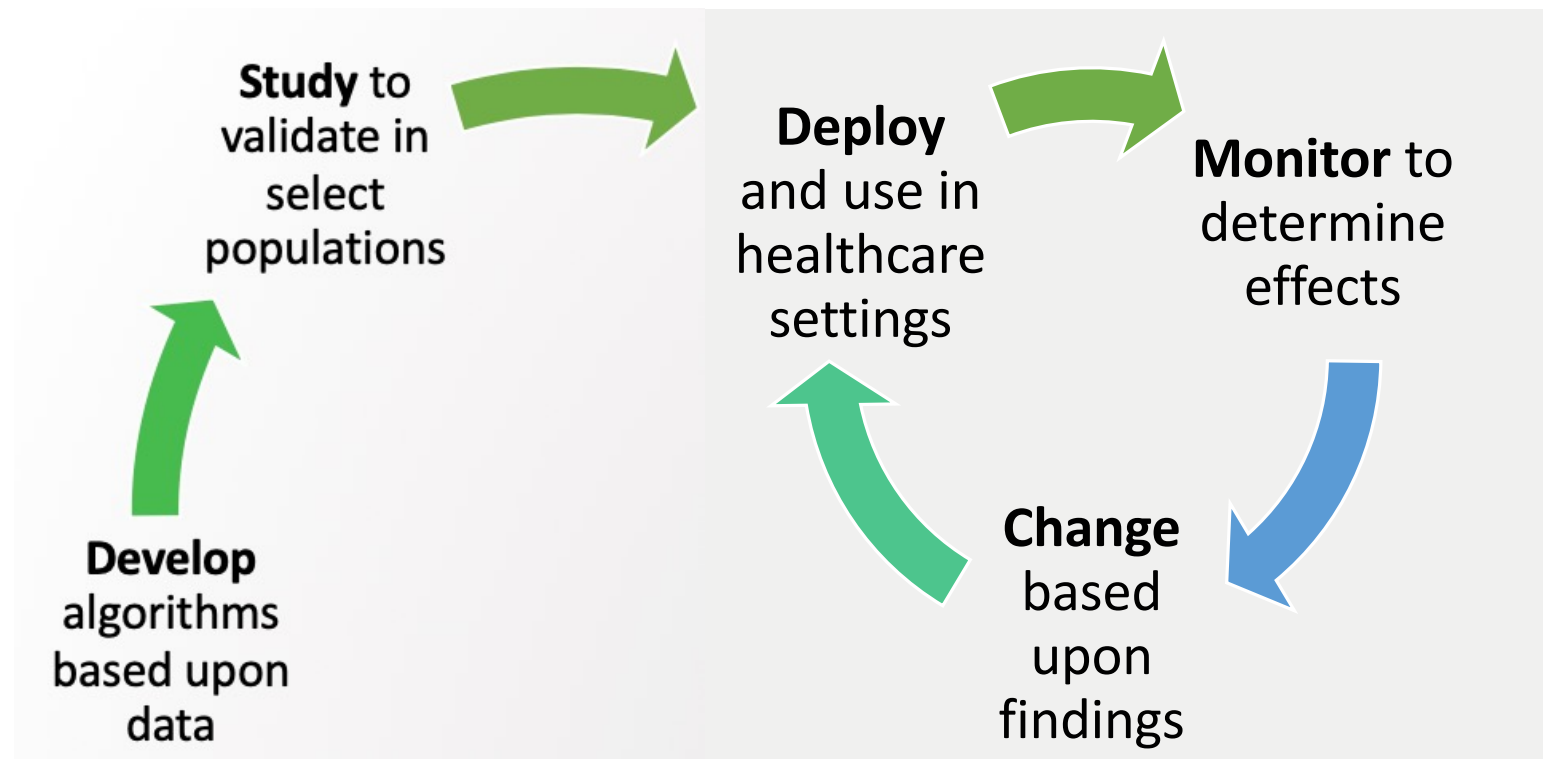 Study to
validate in
select
populations
Develop
algorithms
based upon
data
Deploy
and use in
healthcare
settings
Monitor to
determine
effects
Change
based
upon
findings